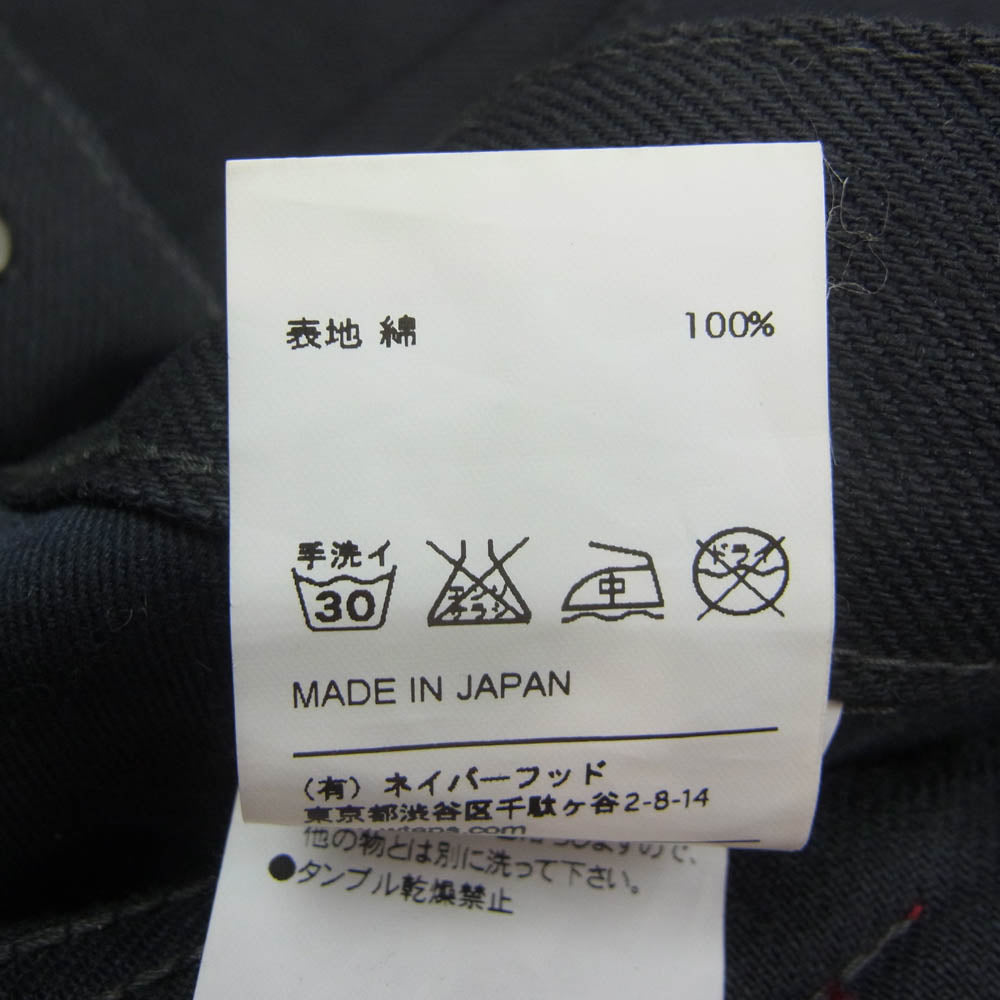 表地 綿 100%
手洗イ
30
エンソ
サラシ
中
ドライ
MADE IN JAPAN
(有) ネイバーフッド
東京都渋谷区千駄ケ谷2-8-14
他の物とは別に洗って下さい。
●タンブル乾燥禁止